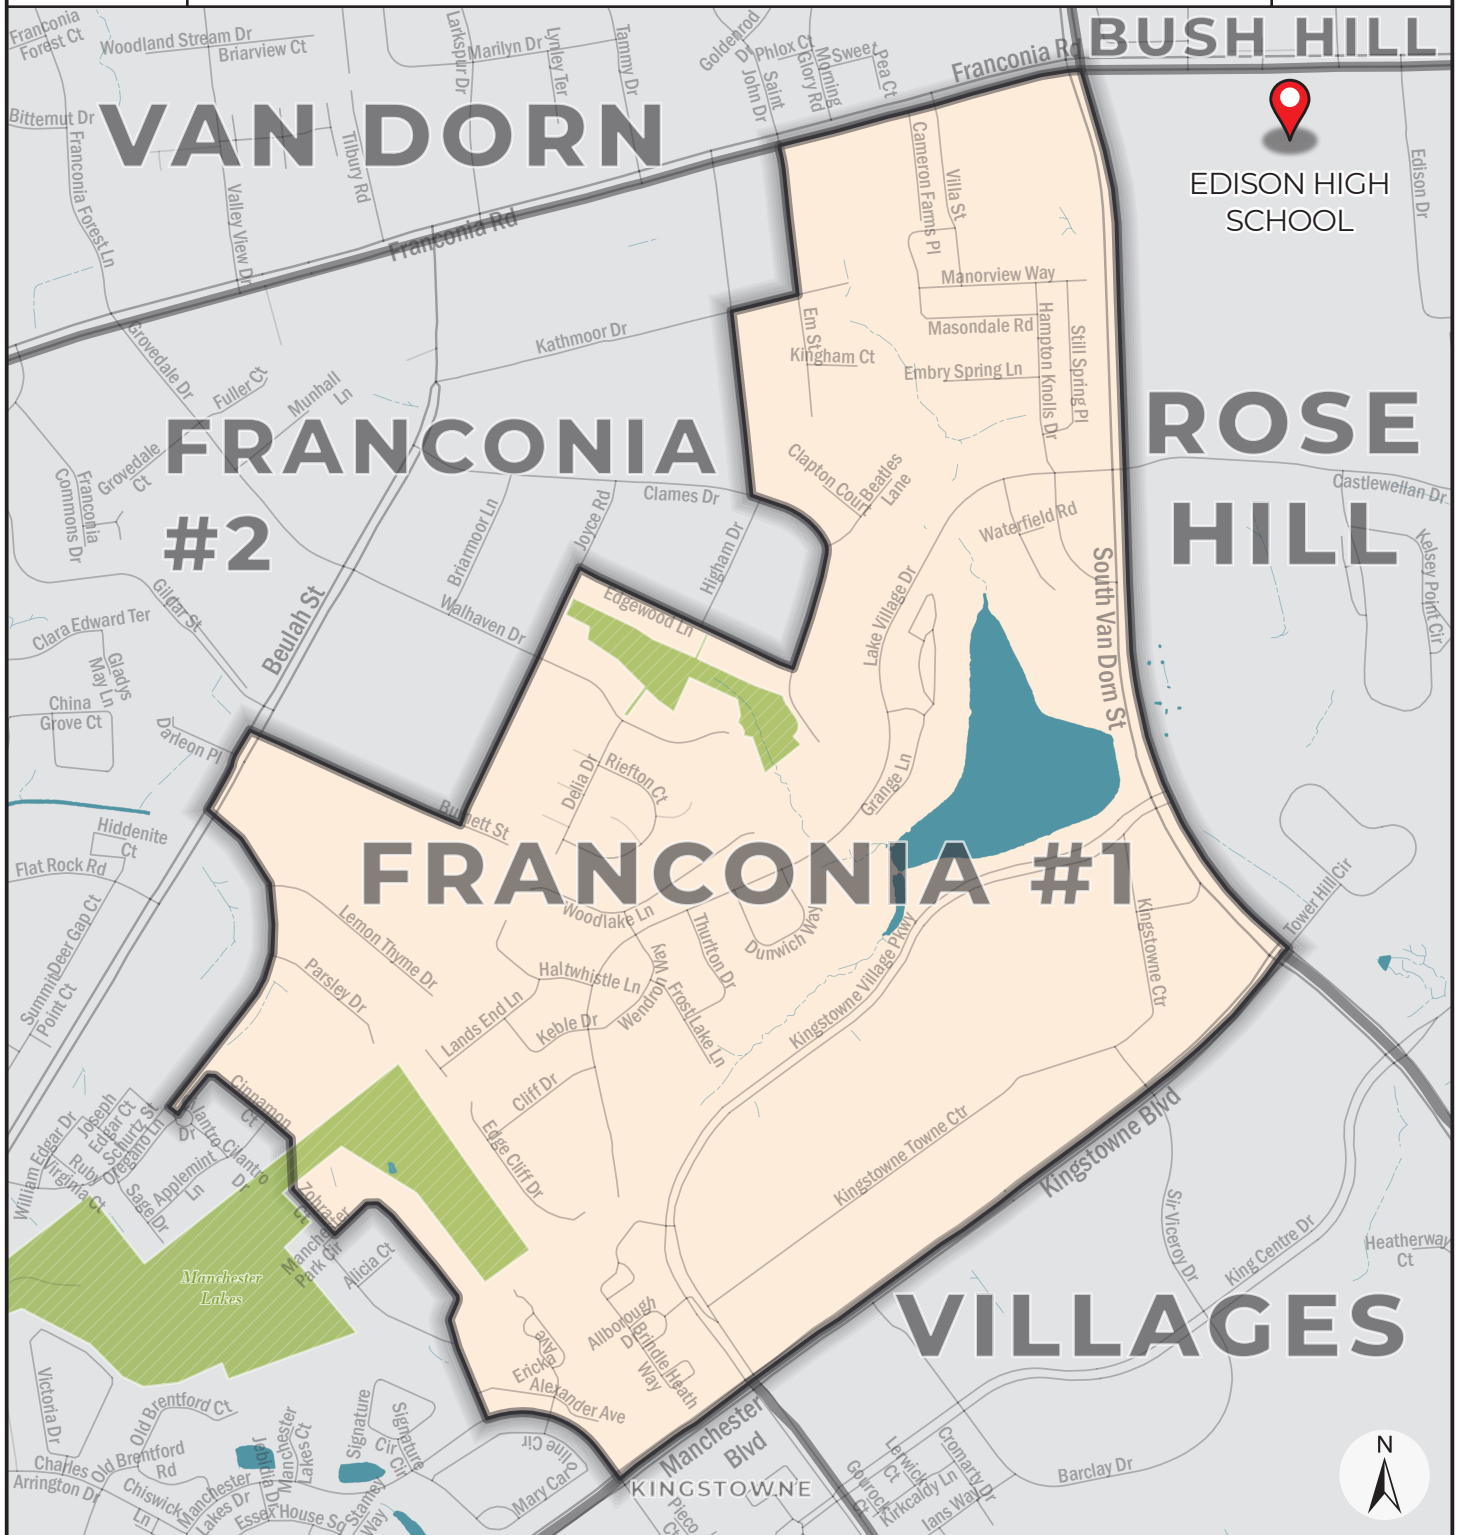 BUSH HILL
EDISON HIGH
SCHOOL
VAN DORN
FRANCONIA
#2
ROSE
HILL
FRANCONIA #1
VILLAGES
KINGSTOWNE
Franconia
Forest Ct
Woodland Stream Dr
Briarview Ct
Larkspur Dr
Marilyn Dr
Lynley Ter
Tammy Dr
Goldenrod
Phlox Ct
Saint
John Dr
Morning
Glory Rd
Sweet
Pea Ct
Franconia Rd
Franconia Forest Ln
Valley View Dr
Tilbury Rd
Franconia Rd
Cameron Farms Pl
Villa St
Edison Dr
Manorview Way
Masondale Rd
Embry Spring Ln
Hampton Knolls Dr
Still Spring Pl
Em St
Kingham Ct
Kathmoor Dr
Grovedale Dr
Fuller Ct
Munhall
Ln
Grovedale
Ct
Franconia
Commons Dr
Clapton Court
Beatles
Lane
Clames Dr
Castlewellan Dr
Kelsey Point Cir
Waterfield Rd
Briarmoor Ln
Joyce Rd
Higham Dr
South Van Dorn St
Lake Village Dr
Gildar St
Walhaven Dr
Edgewood Ln
Beulah St
Clara Edward Ter
Gladys
May Ln
China
Grove Ct
Darleon Pl
Delia Dr
Riefton Ct
Grange Ln
Hiddenite
Ct
Flat Rock Rd
Deer Gap Ct
Summit
Point Ct
Lemon Thyme Dr
Parsley Dr
Woodlake Ln
Thurlton Dr
Dunwich Way
Haltwhistle Ln
Wendron Way
Frost Lake Ln
Lands End Ln
Keble Dr
Kingstowne Village Pkwy
Kingstowne Ctr
Tower Hill Cir
Cinnamon
Ct
Cliff Dr
Edge Cliff Dr
Kingstowne Towne Ctr
Kingstowne Blvd
Joseph
Edgar Ct
Schurtz St
Oregano Ln
William Edgar Dr
Ruby
Virginia Ct
Cilantro
Dr
Applemint
Ln
Sage Dr
Manchester
Park Cir
Alicia Ct
Manchester
Lakes
Sir Viceroy Dr
King Centre Dr
Heatherway
Ct
Allborough
Dr
Brindle Heath
Way
Ericka
Ave
Alexander Ave
Victoria Dr
Old Brentford Ct
Old Brentford
Rd
Charles
Arrington Dr
Chiswick
Ln
Manchester
Lakes Dr
Manchester
Lakes Ct
Essex House Sq
Signature
Cir
Signature
Cir
Mary Car
Manchester
Blvd
Lerwick
Ct
Gourock
Ct
Kirkcaldy Ln
Cromarty Dr
Ians Way
Barclay Dr
N